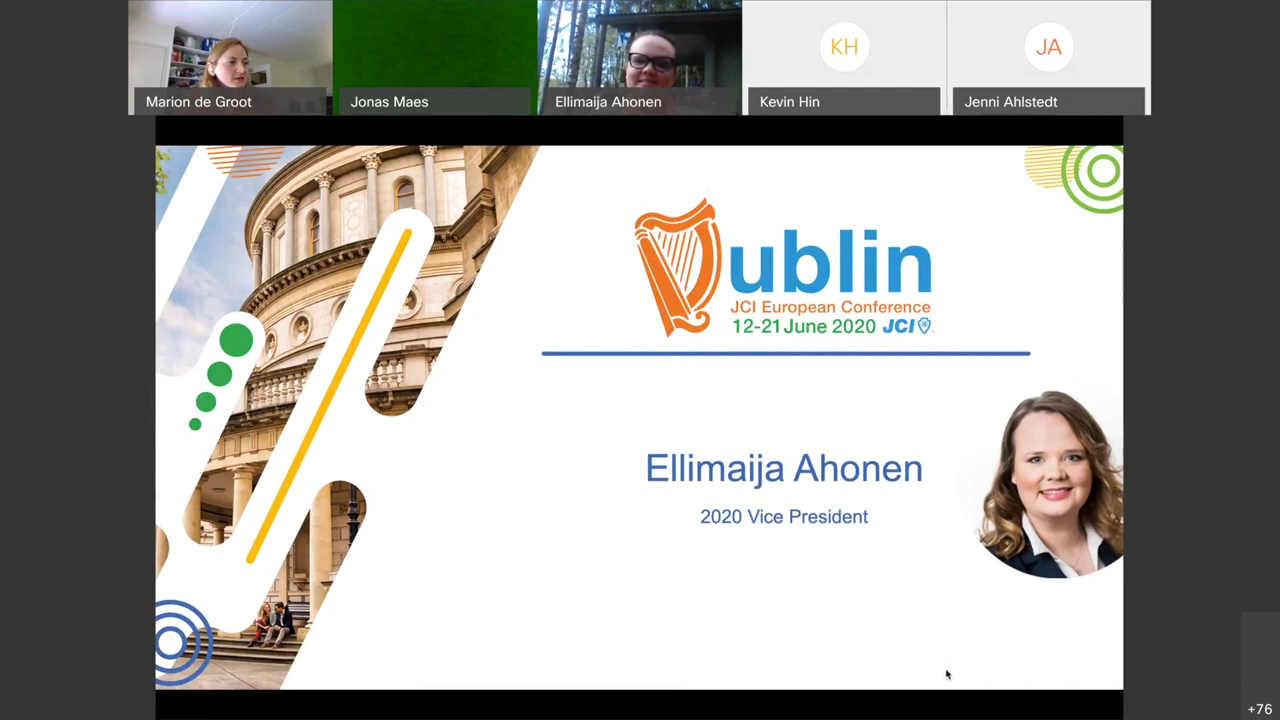 KH
JA
Marion de Groot
Jonas Maes
Ellimaija Ahonen
Kevin Hin
Jenni Ahlstedt
Dublin
JCI European Conference
12-21 June 2020 JCI
Ellimaija Ahonen
2020 Vice President
+76